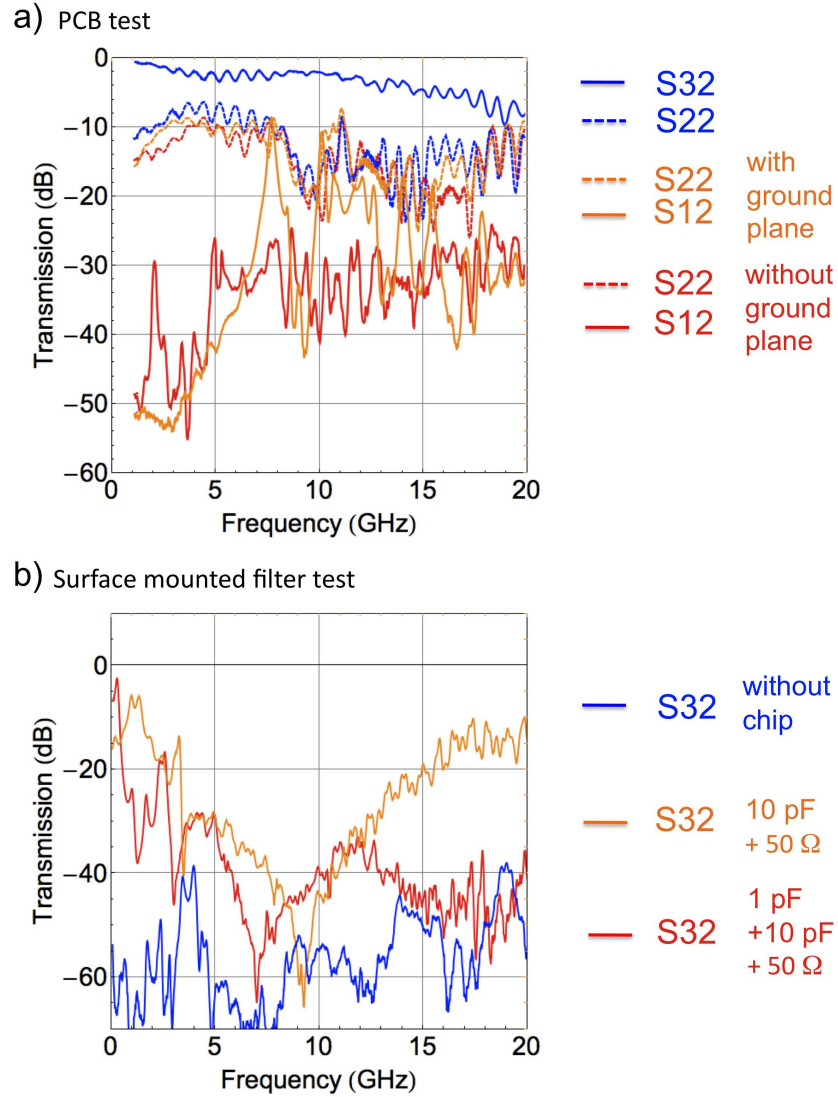 a) PCB test
0
−10
−20
−30
−40
−50
−60
Transmission (dB)
0 5 10 15 20
Frequency (GHz)
S32
S22
S22 with
S12 ground
plane
S22 without
S12 ground
plane
b) Surface mounted filter test
0
−20
−40
−60
Transmission (dB)
0 5 10 15 20
Frequency (GHz)
S32 without
chip
S32 10 pF
+ 50 Ω
S32 1 pF
+10 pF
+ 50 Ω